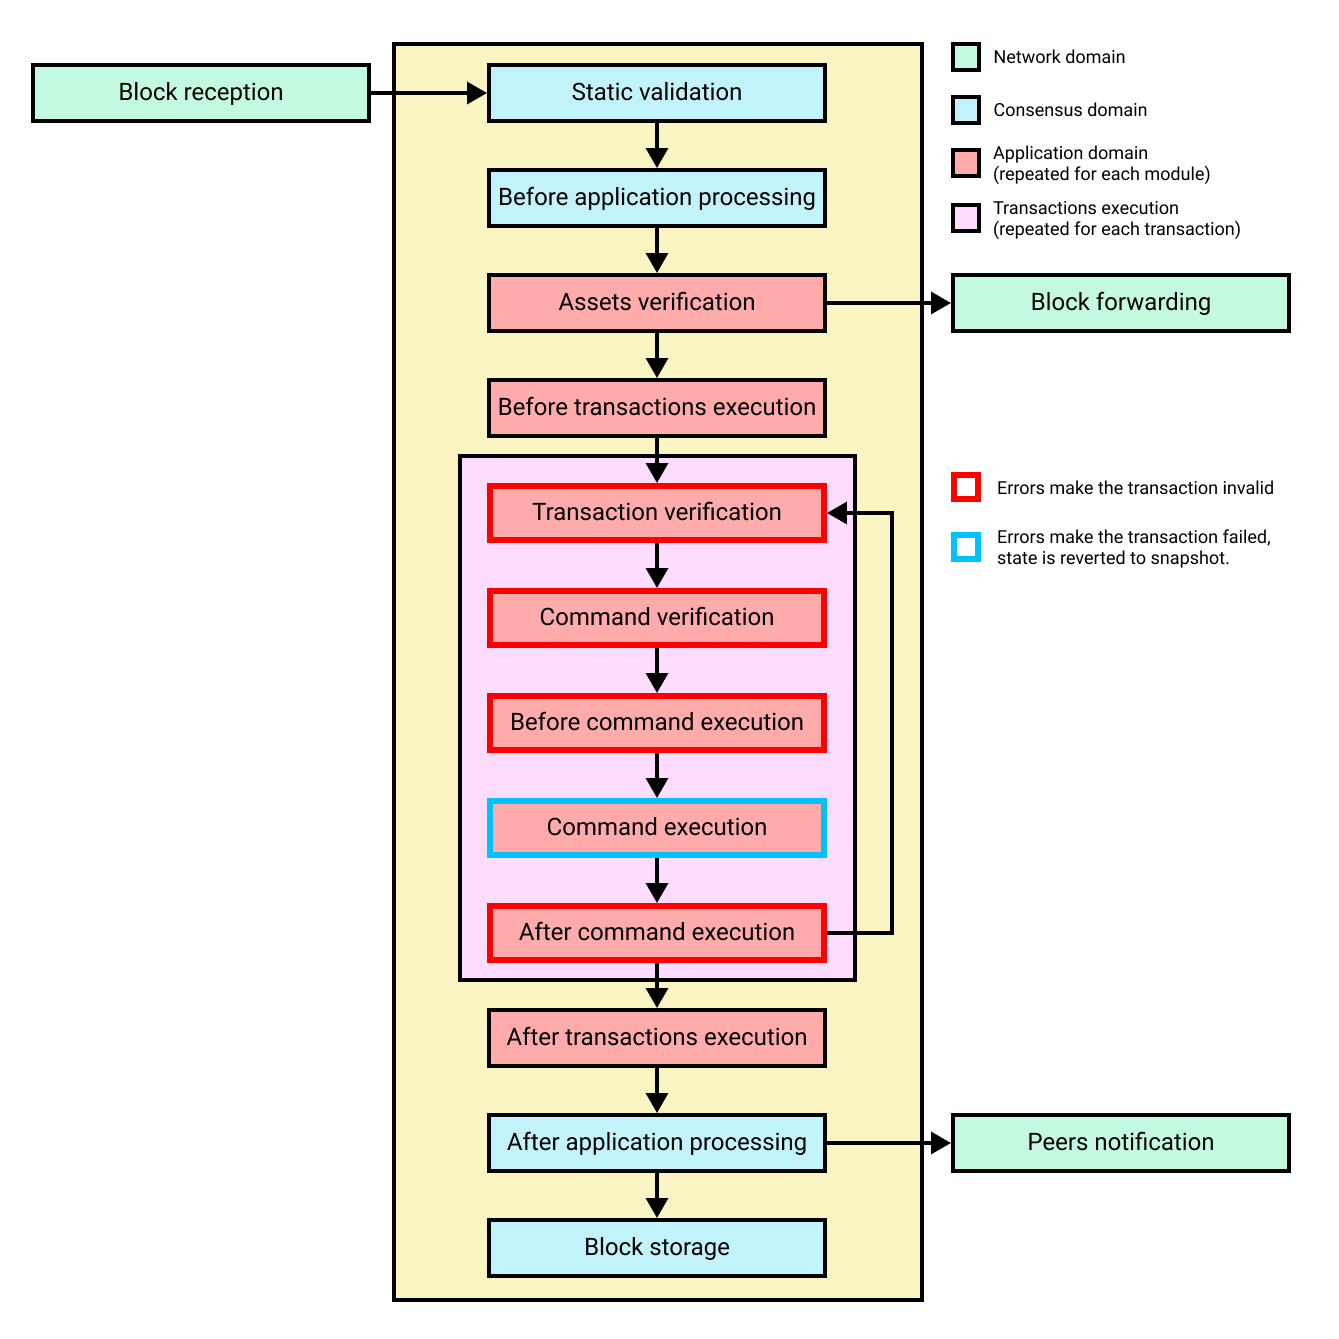 Block reception
Static validation
Before application processing
Assets verification
Block forwarding
Before transactions execution
Transaction verification
Command verification
Before command execution
Command execution
After command execution
After transactions execution
After application processing
Peers notification
Block storage
Network domain
Consensus domain
Application domain
(repeated for each module)
Transactions execution
(repeated for each transaction)
Errors make the transaction invalid
Errors make the transaction failed,
state is reverted to snapshot.